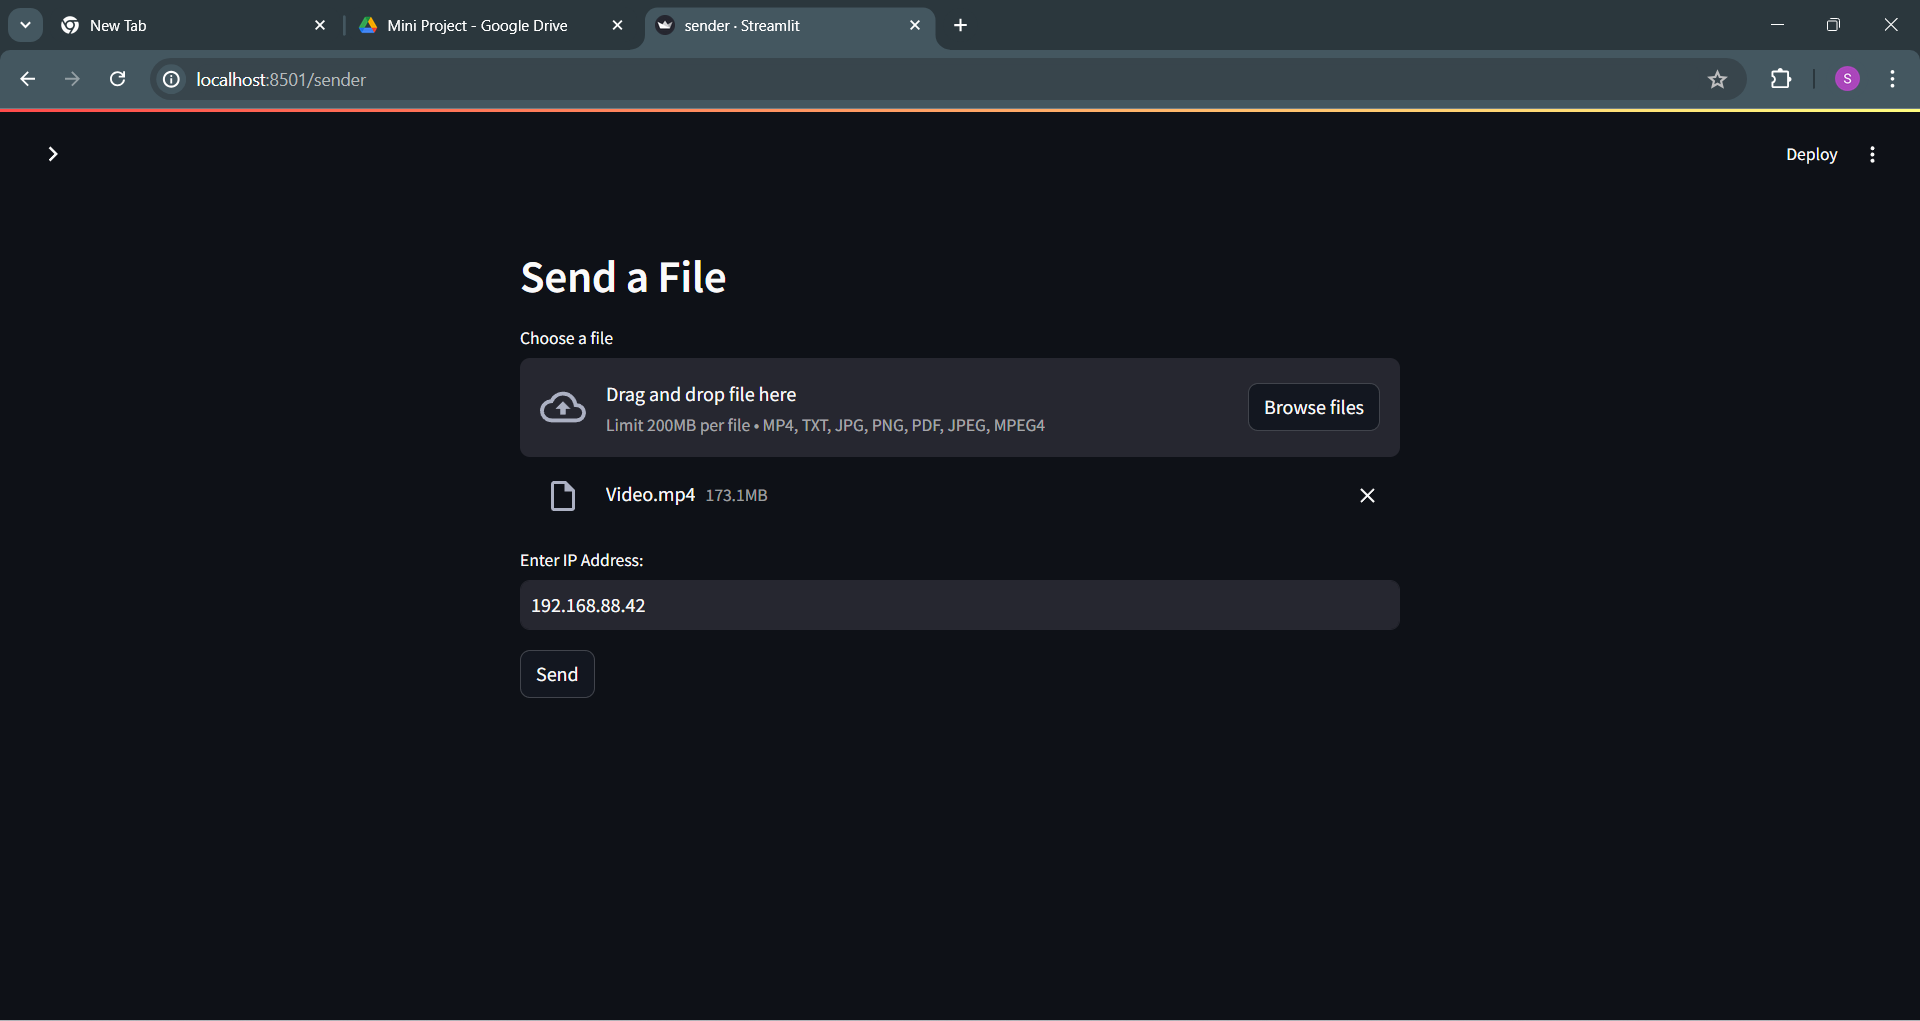 New Tab
Mini Project - Google Drive
sender · Streamlit
localhost:8501/sender
S
Deploy
Send a File
Choose a file
Drag and drop file here
Limit 200MB per file • MP4, TXT, JPG, PNG, PDF, JPEG, MPEG4
Browse files
Video.mp4 173.1MB
Enter IP Address:
192.168.88.42
Send